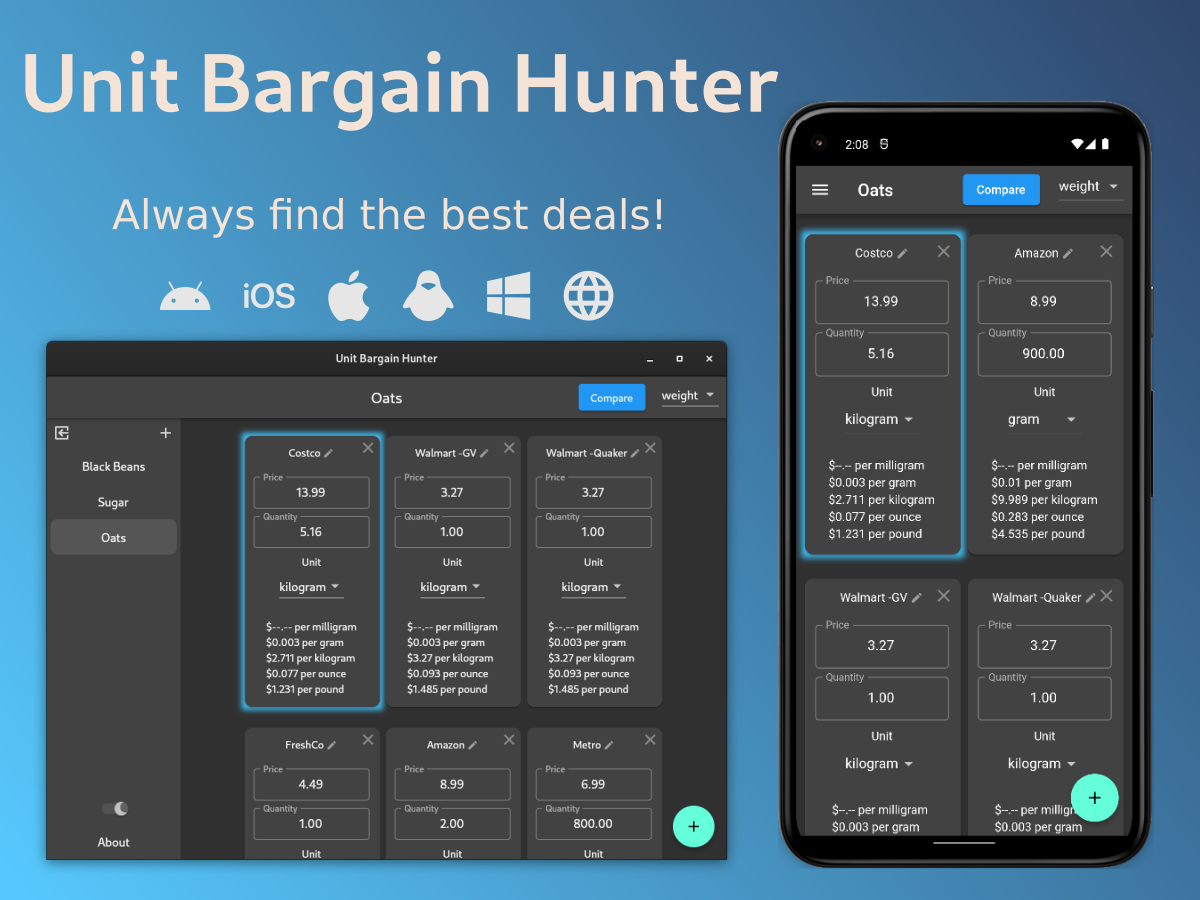 Unit Bargain Hunter
Always find the best deals!
iOS
Unit Bargain Hunter
Oats
Compare
weight
Black Beans
Sugar
Oats
About
Costco
Price
13.99
Quantity
5.16
Unit
kilogram
$--.-- per milligram
$0.003 per gram
$2.711 per kilogram
$0.077 per ounce
$1.231 per pound
Walmart -GV
Price
3.27
Quantity
1.00
Unit
kilogram
$--.-- per milligram
$0.003 per gram
$3.27 per kilogram
$0.093 per ounce
$1.485 per pound
Walmart -Quaker
Price
3.27
Quantity
1.00
Unit
kilogram
$--.-- per milligram
$0.003 per gram
$3.27 per kilogram
$0.093 per ounce
$1.485 per pound
FreshCo
Price
4.49
Quantity
1.00
Unit
Amazon
Price
8.99
Quantity
2.00
Unit
Metro
Price
6.99
Quantity
800.00
Unit
2:08
Oats
Compare
weight
Costco
Price
13.99
Quantity
5.16
Unit
kilogram
$--.-- per milligram
$0.003 per gram
$2.711 per kilogram
$0.077 per ounce
$1.231 per pound
Amazon
Price
8.99
Quantity
900.00
Unit
gram
$--.-- per milligram
$0.01 per gram
$9.989 per kilogram
$0.283 per ounce
$4.535 per pound
Walmart -GV
Price
3.27
Quantity
1.00
Unit
kilogram
$--.-- per milligram
$0.003 per gram
Walmart -Quaker
Price
3.27
Quantity
1.00
Unit
kilogram
$--.-- per millig
$0.003 per gram